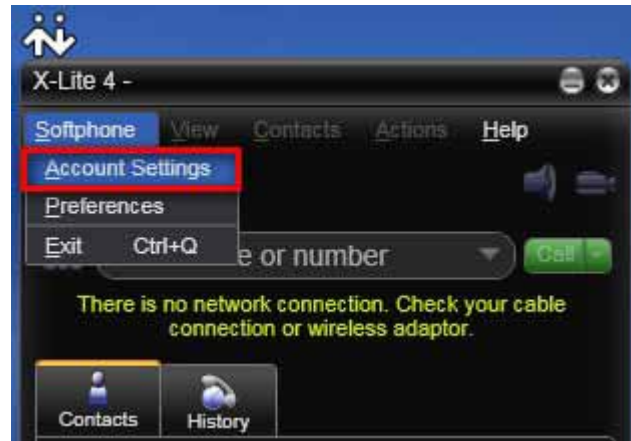 X-Lite 4 -
Softphone View Contacts Actions Help
Account Settings
Preferences
Exit Ctrl+Q
e or number Call
There is no network connection. Check your cable
connection or wireless adaptor.
Contacts History